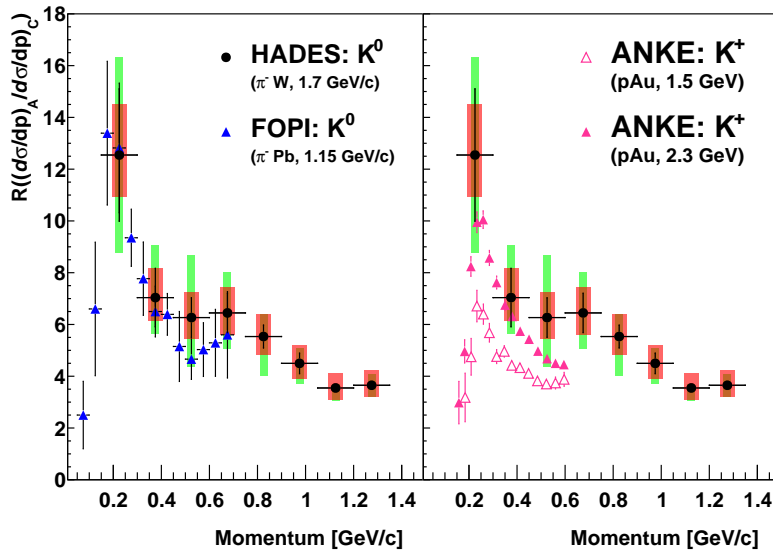 R((dσ/dp)A/dσ/dp)C)
18
16
14
12
10
8
6
4
2
0
HADES: K0
(π- W, 1.7 GeV/c)
FOPI: K0
(π- Pb, 1.15 GeV/c)
ANKE: K+
(pAu, 1.5 GeV)
ANKE: K+
(pAu, 2.3 GeV)
0.2 0.4 0.6 0.8 1 1.2 1.4
0.2 0.4 0.6 0.8 1 1.2 1.4
Momentum [GeV/c]
Momentum [GeV/c]